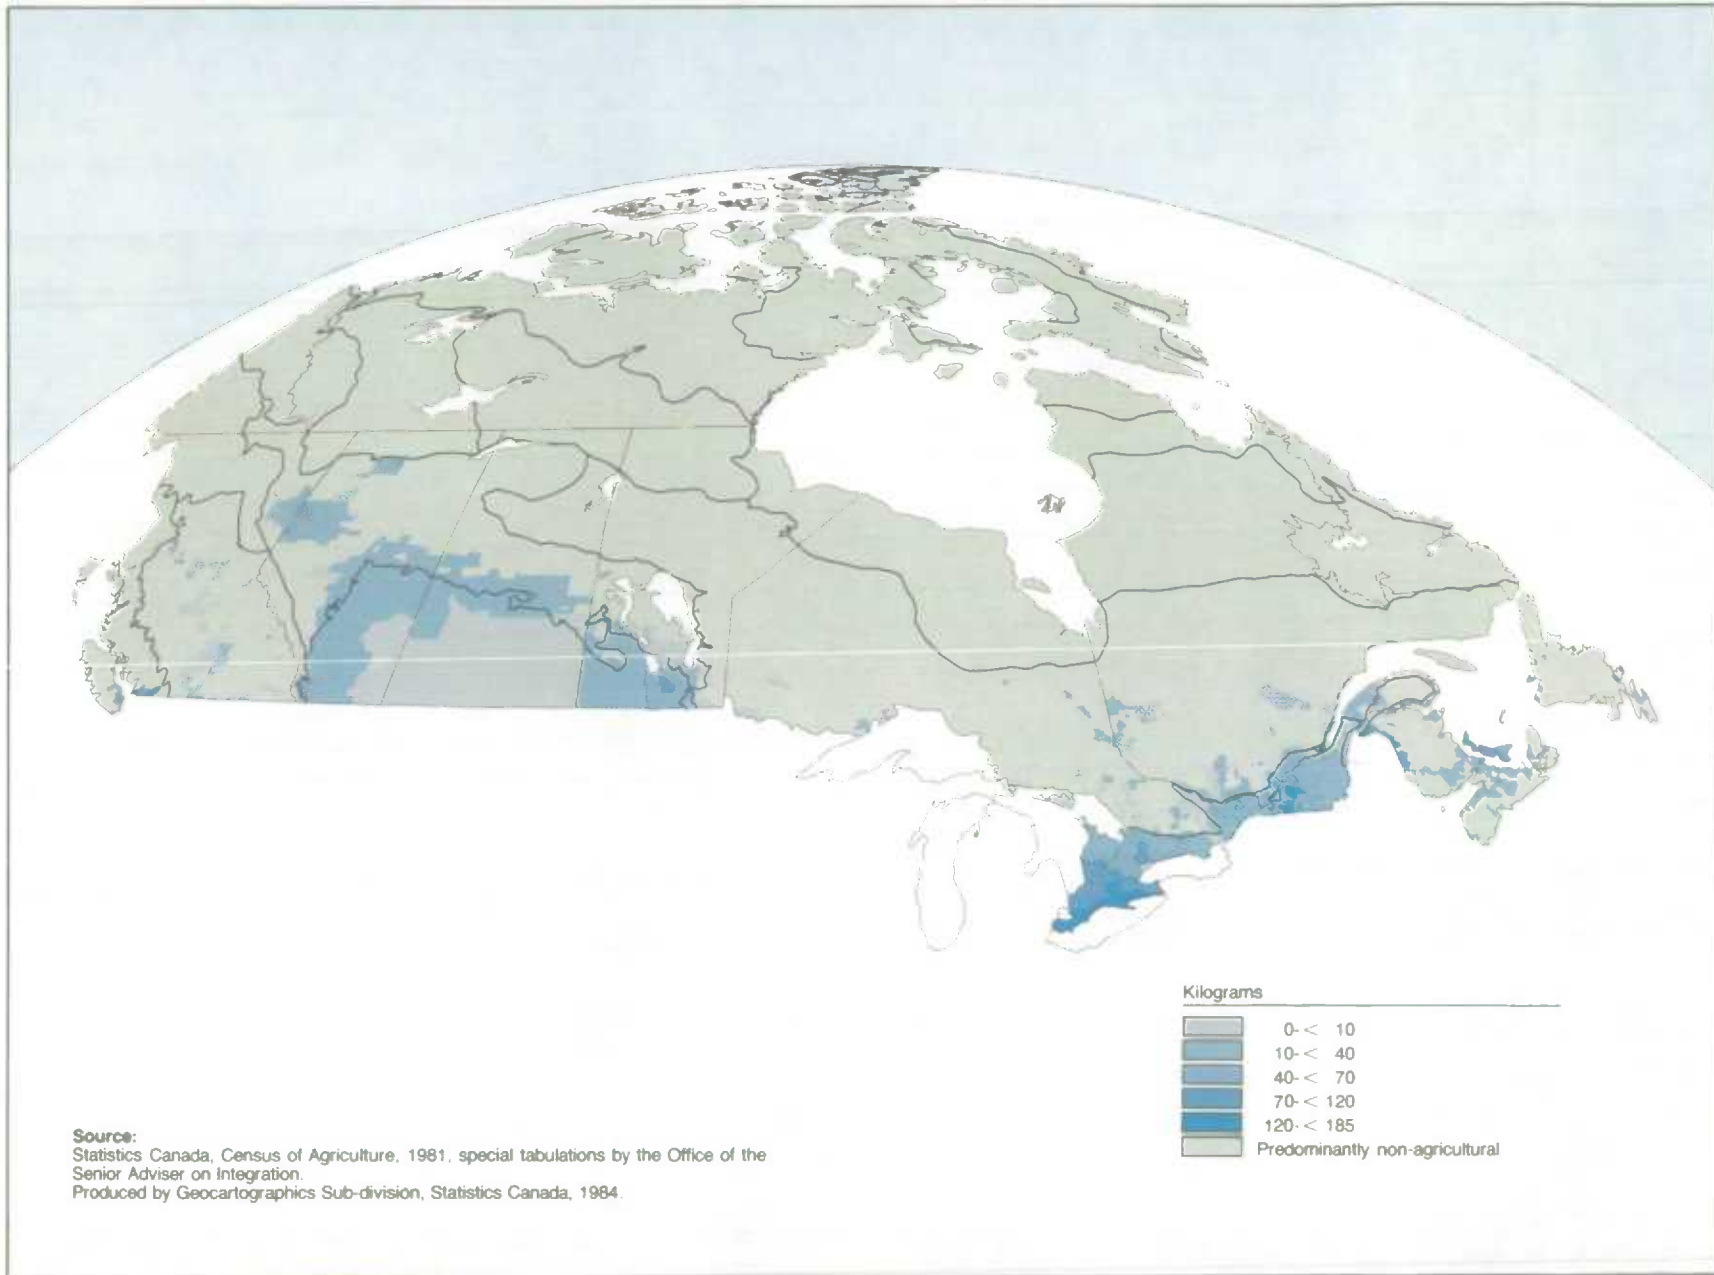 Kilograms
0-< 10
10-< 40
40-< 70
70-< 120
120-< 185
Predominantly non-agricultural
Source:
Statistics Canada, Census of Agriculture, 1981, special tabulations by the Office of the
Senior Adviser on Integration.
Produced by Geocartographics Sub-division, Statistics Canada, 1984.